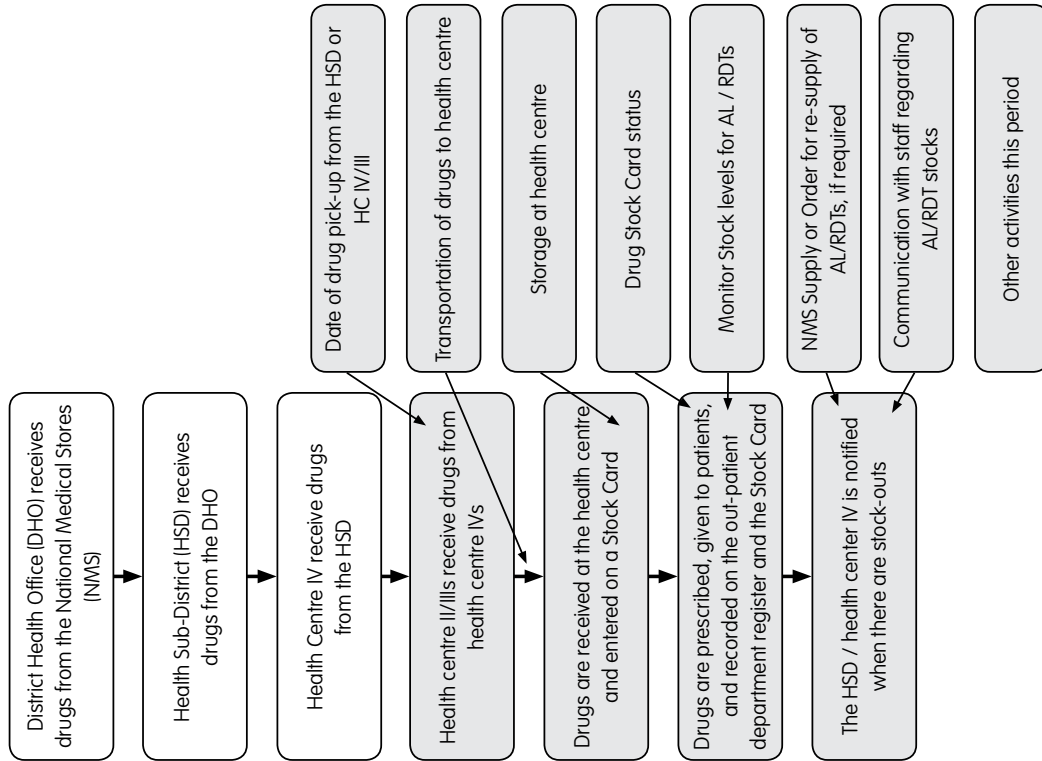 District Health Office (DHO) receives
drugs from the National Medical Stores
(NMS)
Health Sub-District (HSD) receives
drugs from the DHO
Health Centre IV receive drugs
from the HSD
Health centre II/IIIs receive drugs from
health centre IVs
Drugs are received at the health centre
and entered on a Stock Card
Drugs are prescribed, given to patients,
and recorded on the out-patient
department register and the Stock Card
The HSD / health center IV is notified
when there are stock-outs
Date of drug pick-up from the HSD or
HC IV/III
Transportation of drugs to health centre
Storage at health centre
Drug Stock Card status
Monitor Stock levels for AL / RDTs
NMS Supply or Order for re-supply of
AL/RDTs, if required
Communication with staff regarding
AL/RDT stocks
Other activities this period